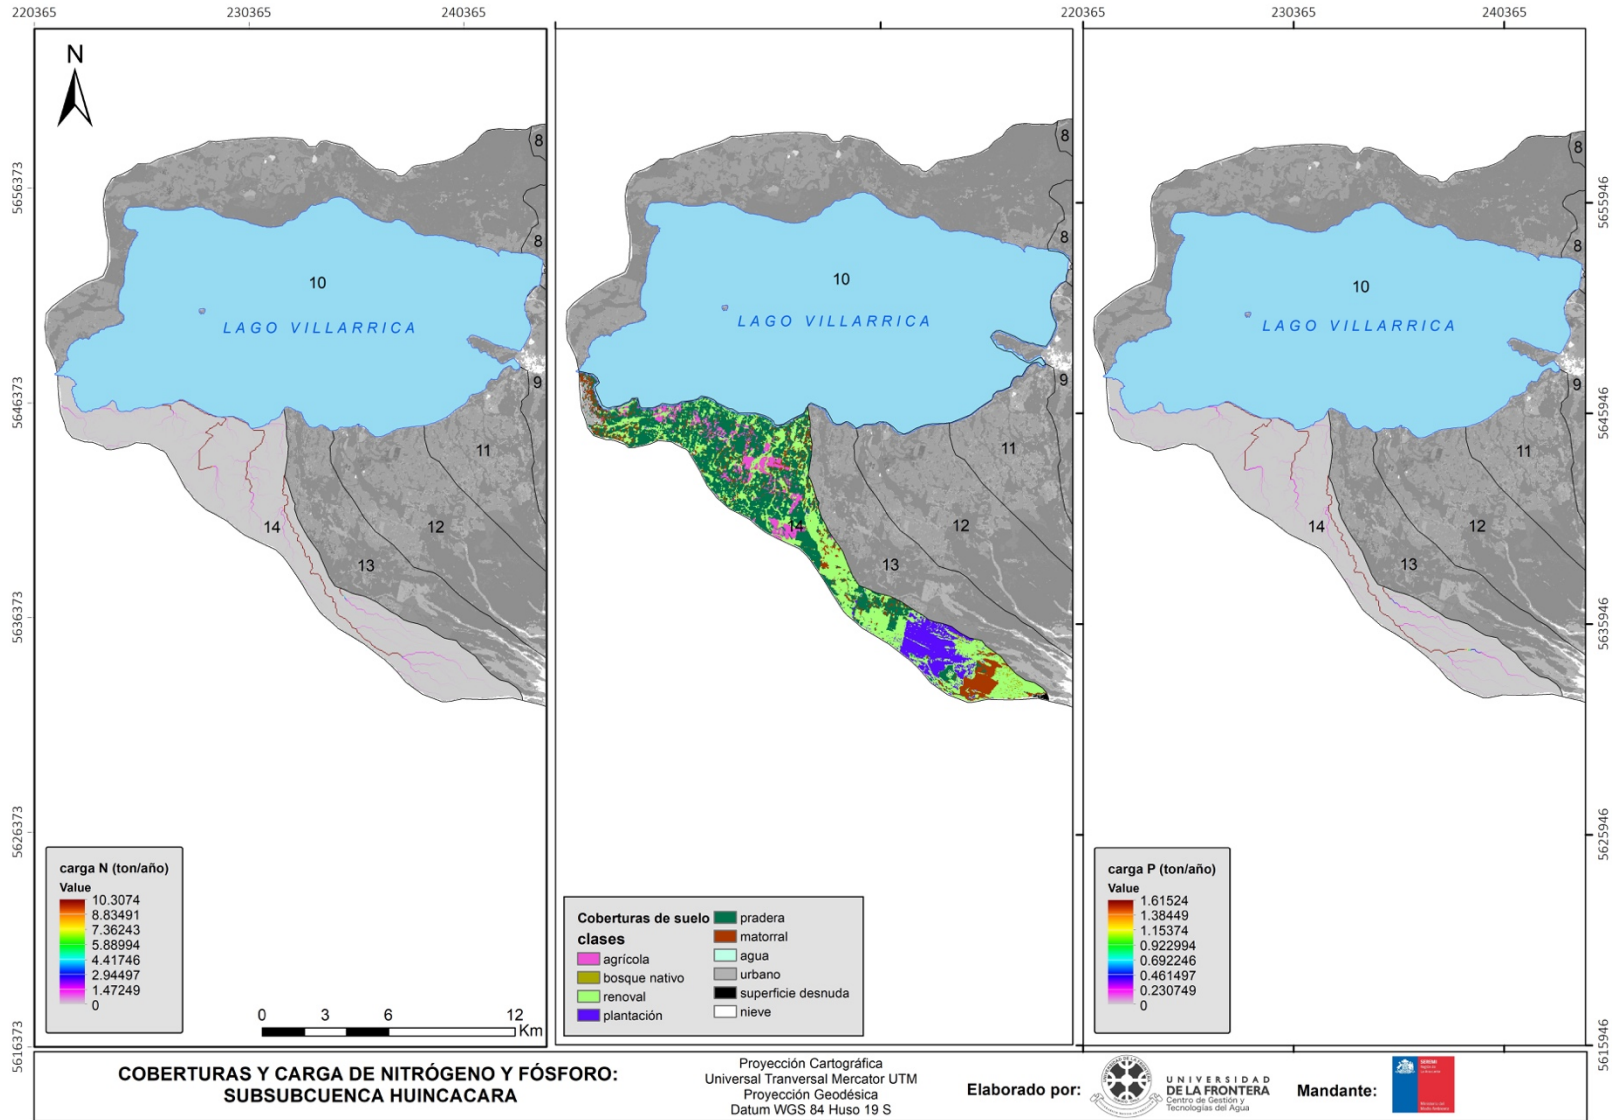 220365
230365
240365
220365
230365
240365
5656373
5646373
5636373
5626373
5616373
5655946
5645946
5635946
5625946
5615946
N
8
8
10
LAGO VILLARRICA
9
11
12
13
14
carga N (ton/año)
Value
10.3074
8.83491
7.36243
5.88994
4.41746
2.94497
1.47249
0
0 3 6 12
Km
8
8
10
LAGO VILLARRICA
9
11
12
13
14
Coberturas de suelo
clases
agrícola
bosque nativo
renoval
plantación
pradera
matorral
agua
urbano
superficie desnuda
nieve
8
8
10
LAGO VILLARRICA
9
11
12
13
14
carga P (ton/año)
Value
1.61524
1.38449
1.15374
0.922994
0.692246
0.461497
0.230749
0
COBERTURAS Y CARGA DE NITRÓGENO Y FÓSFORO:
SUBSUBCUENCA HUINCACARA
Proyección Cartográfica
Universal Tranversal Mercator UTM
Proyección Geodésica
Datum WGS 84 Huso 19 S
Elaborado por:
UNIVERSIDAD
DE LA FRONTERA
Centro de Gestión y
Tecnologías del Agua
Mandante:
SEREMI